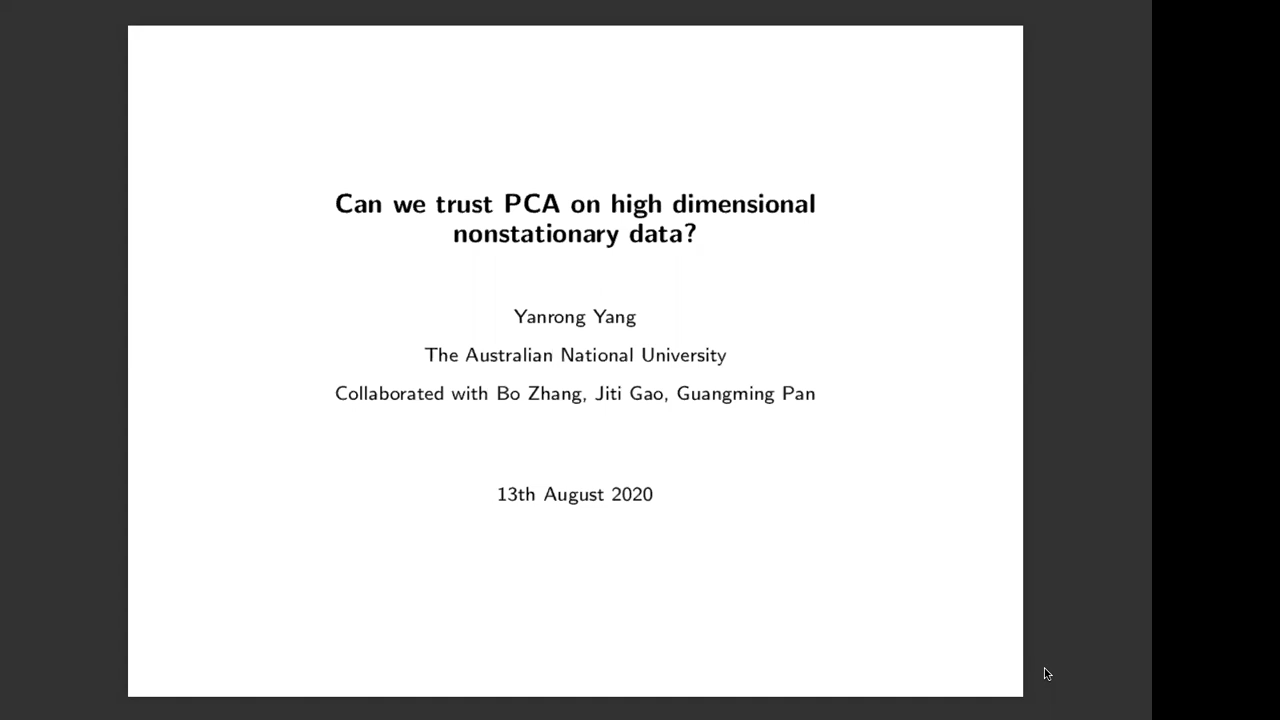 Can we trust PCA on high dimensional
nonstationary data?
Yanrong Yang
The Australian National University
Collaborated with Bo Zhang, Jiti Gao, Guangming Pan
13th August 2020